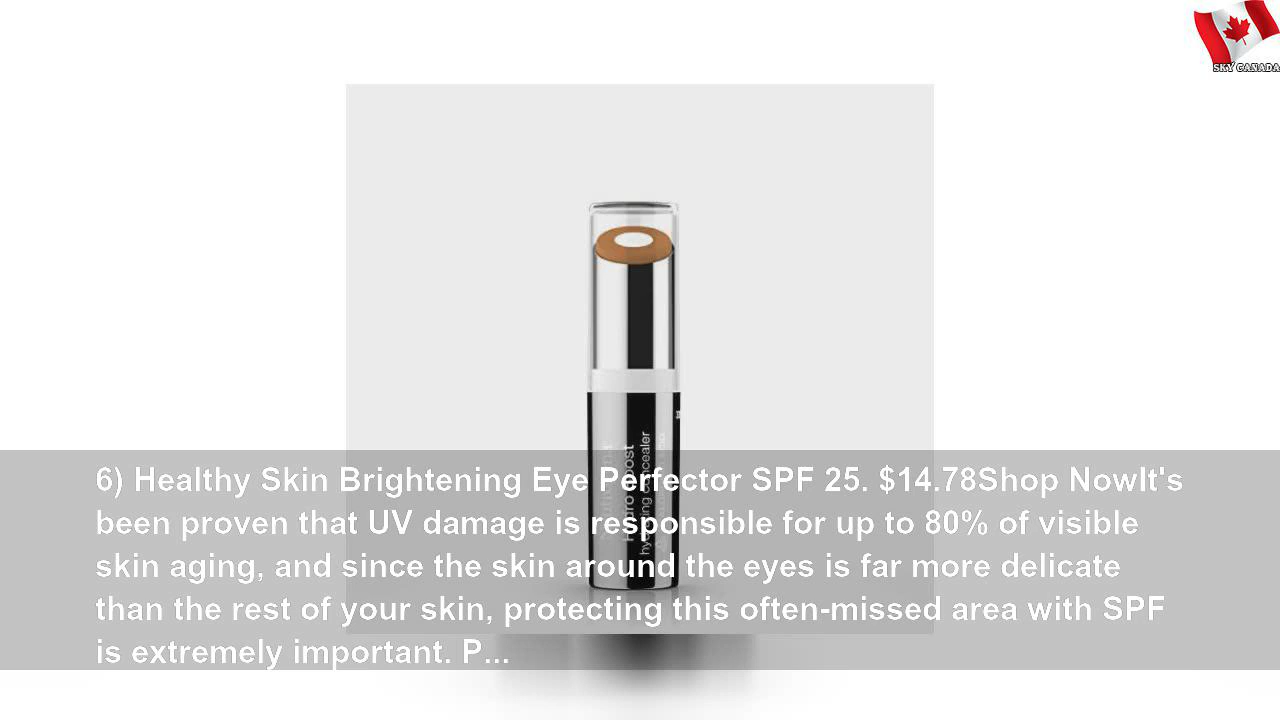 SKY CANADA
6) Healthy Skin Brightening Eye Perfector SPF 25. $14.78Shop NowIt's
been proven that UV damage is responsible for up to 80% of visible
skin aging, and since the skin around the eyes is far more delicate
than the rest of your skin, protecting this often-missed area with SPF
is extremely important. P...
hydrating concealer